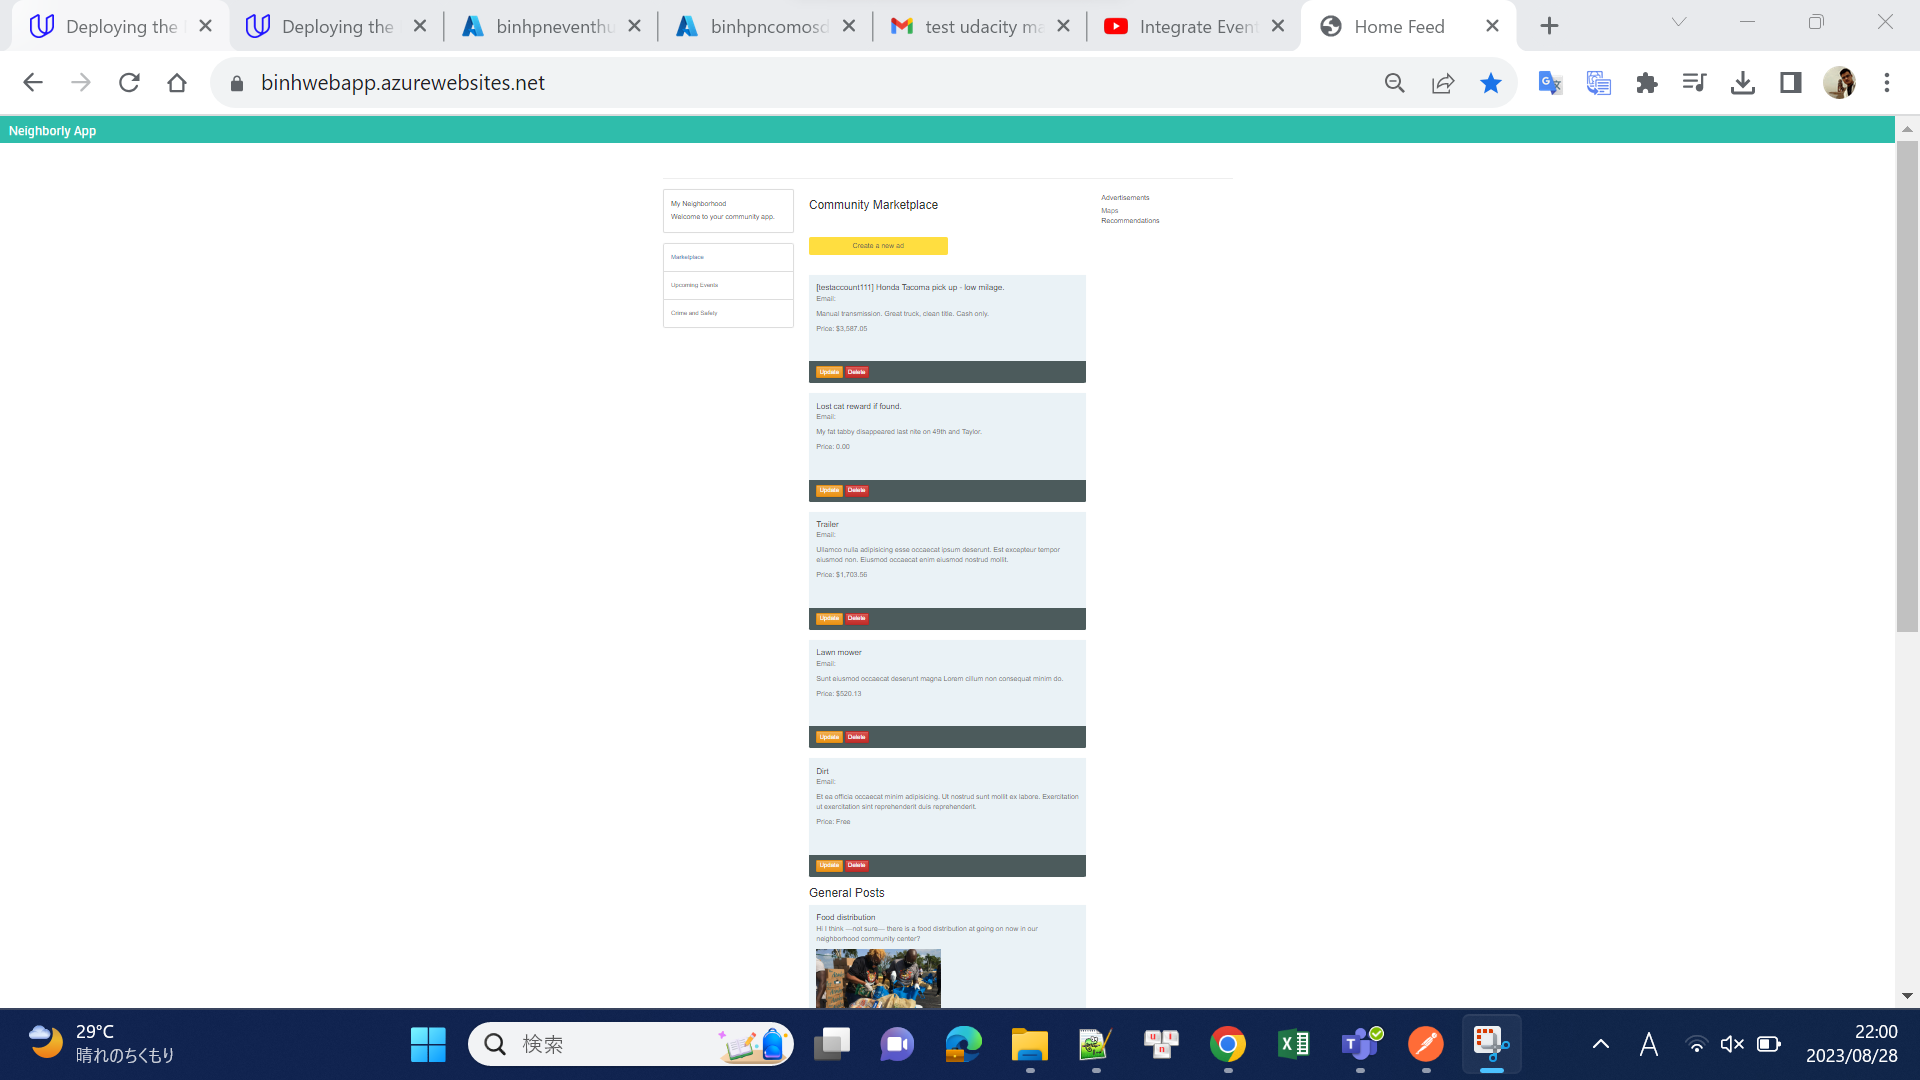 Deploying the
Deploying the
binhpneventhu
binhpncomosd
test udacity ma
Integrate Even
Home Feed
binhwebapp.azurewebsites.net
Neighborly App
My Neighborhood
Welcome to your community app.
Marketplace
Upcoming Events
Crime and Safety
Community Marketplace
Create a new ad
[testaccount111] Honda Tacoma pick up - low milage.
Email:
Manual transmission. Great truck, clean title. Cash only.
Price: $3,587.05
Update Delete
Lost cat reward if found.
Email:
My fat tabby disappeared last nite on 49th and Taylor.
Price: 0.00
Update Delete
Trailer
Email:
Ullamco nulla adipisicing esse occaecat ipsum deserunt. Est excepteur tempor
eiusmod non. Eiusmod occaecat enim eiusmod nostrud mollit.
Price: $1,703.56
Update Delete
Lawn mower
Email:
Sunt eiusmod occaecat deserunt magna Lorem cillum non consequat minim do.
Price: $520.13
Update Delete
Dirt
Email:
Et ea officia occaecat minim adipisicing. Ut nostrud sunt mollit ex labore. Exercitation
ut exercitation sint reprehenderit duis reprehenderit.
Price: Free
Update Delete
General Posts
Food distribution
Hi I think ---not sure--- there is a food distribution at going on now in our
neighborhood community center?
Advertisements
Maps
Recommendations
29°C
晴れのちくもり
検索
A
22:00
2023/08/28